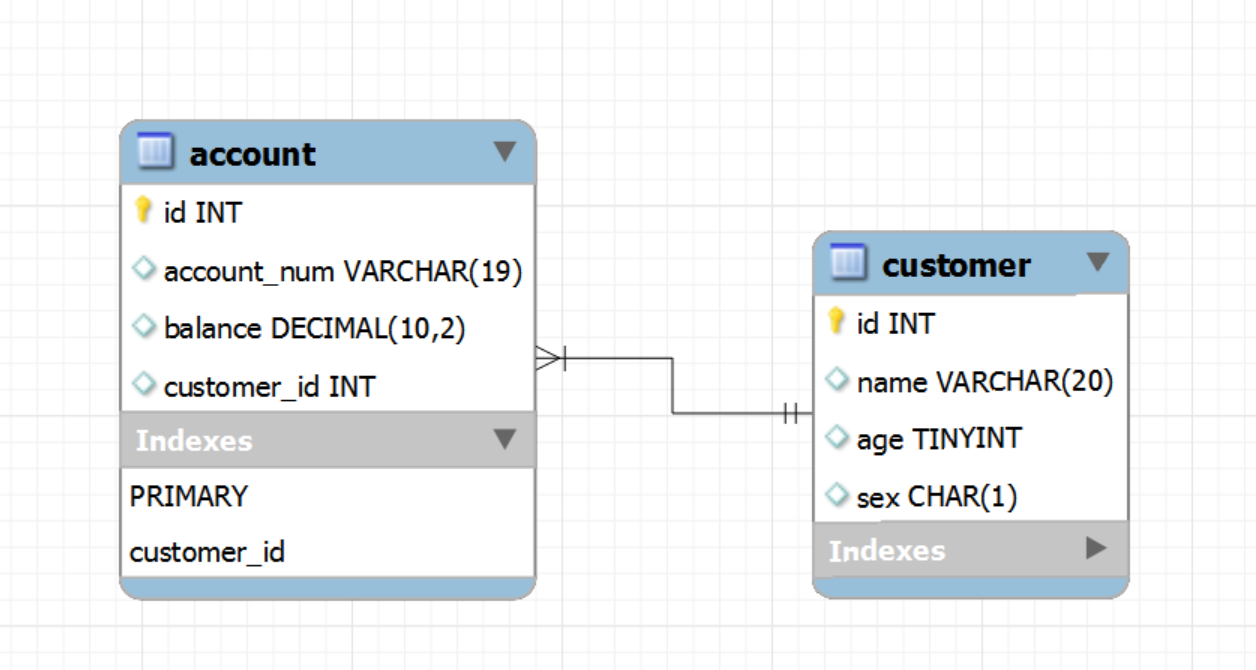 account
id INT
account_num VARCHAR(19)
balance DECIMAL(10,2)
customer_id INT
Indexes
PRIMARY
customer_id
customer
id INT
name VARCHAR(20)
age TINYINT
sex CHAR(1)
Indexes